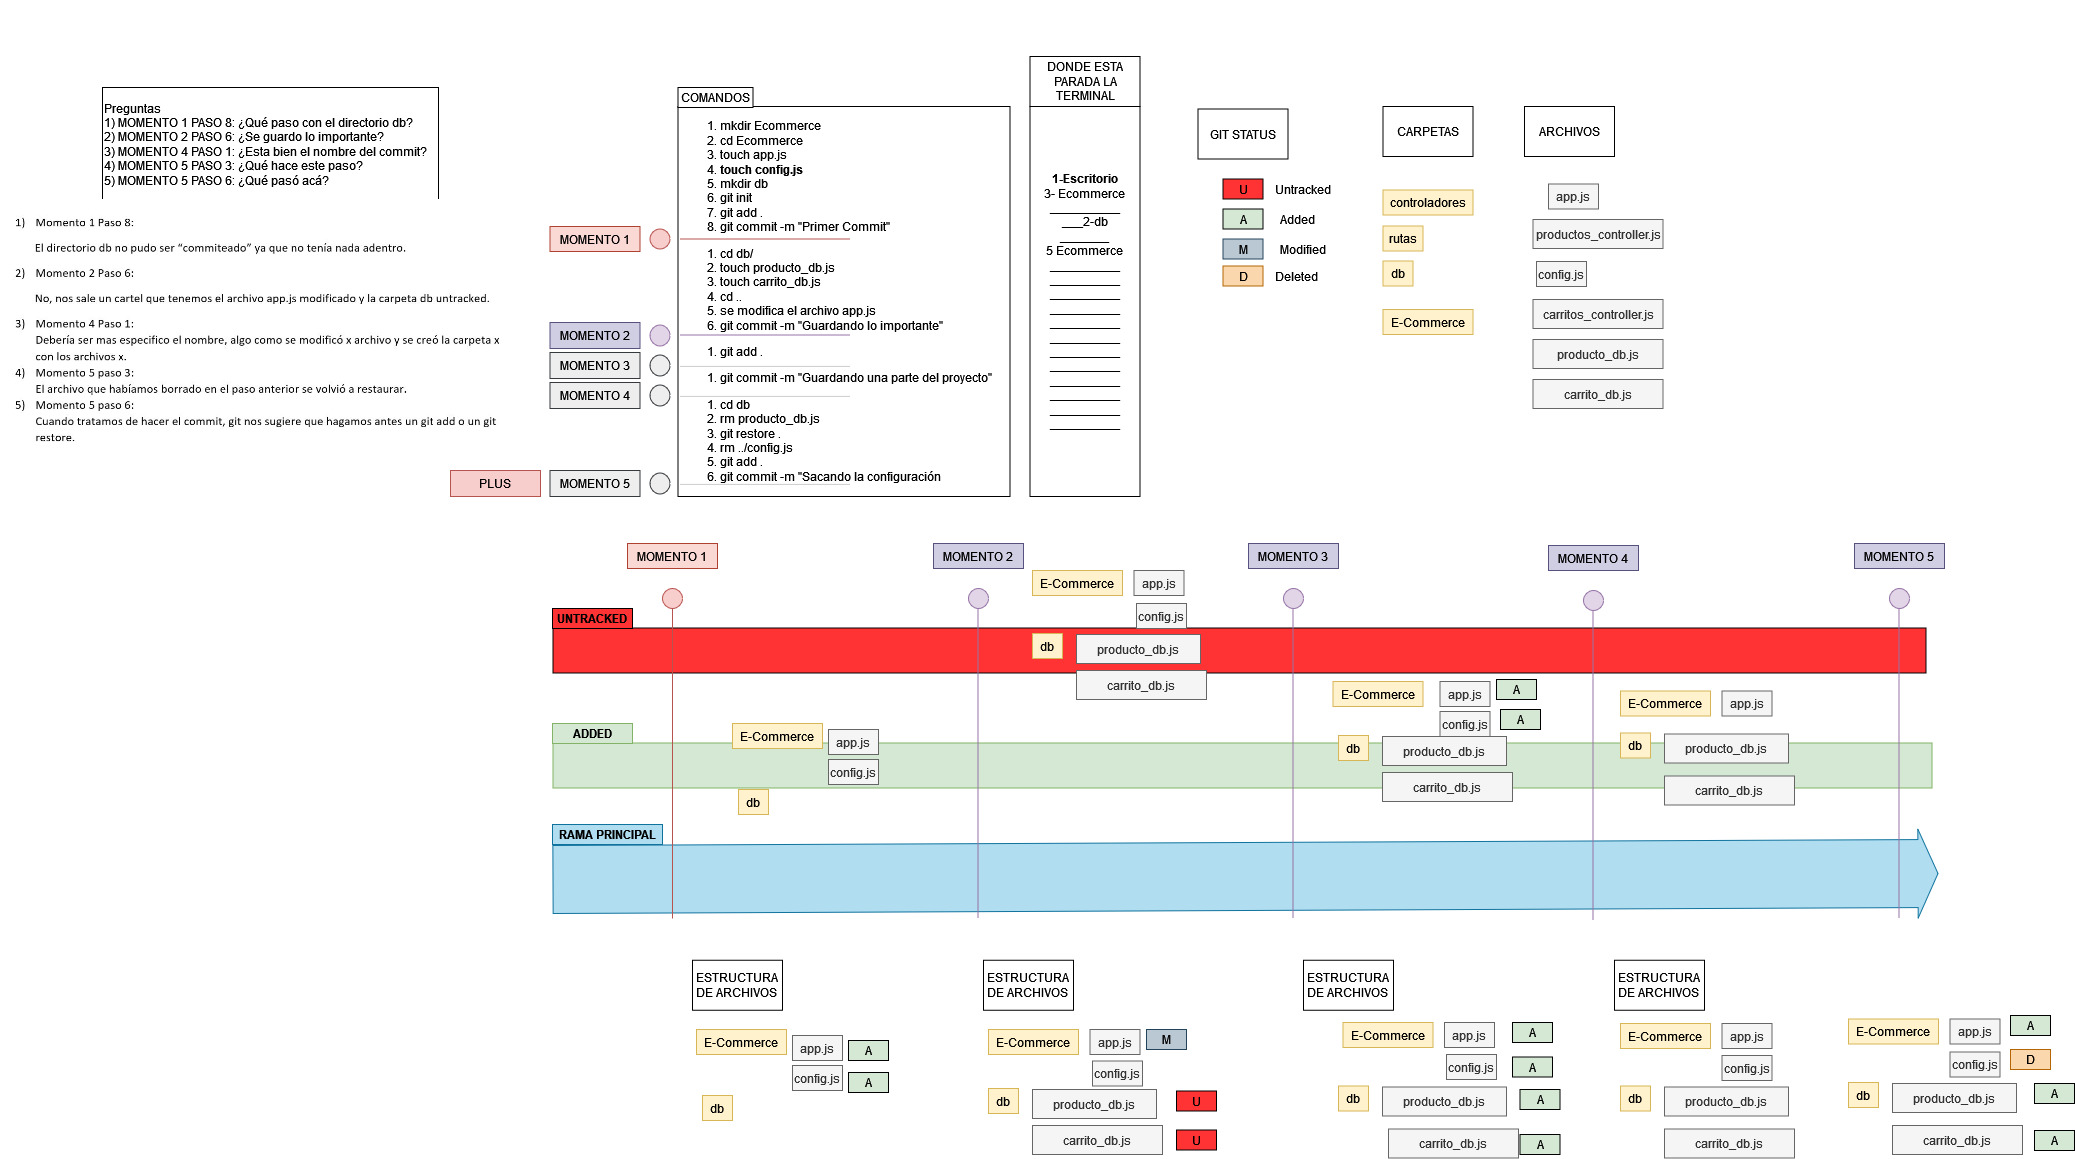 Preguntas
1) MOMENTO 1 PASO 8: ¿Qué paso con el directorio db?
2) MOMENTO 2 PASO 6: ¿Se guardo lo importante?
3) MOMENTO 4 PASO 1: ¿Esta bien el nombre del commit?
4) MOMENTO 5 PASO 3: ¿Qué hace este paso?
5) MOMENTO 5 PASO 6: ¿Qué pasó acá?
1) Momento 1 Paso 8:
El directorio db no pudo ser “commiteado” ya que no tenía nada adentro.
2) Momento 2 Paso 6:
No, nos sale un cartel que tenemos el archivo app.js modificado y la carpeta db untracked.
3) Momento 4 Paso 1:
Debería ser mas especifico el nombre, algo como se modificó x archivo y se creó la carpeta x
con los archivos x.
4) Momento 5 paso 3:
El archivo que habíamos borrado en el paso anterior se volvió a restaurar.
5) Momento 5 paso 6:
Cuando tratamos de hacer el commit, git nos sugiere que hagamos antes un git add o un git
restore.
COMANDOS
1. mkdir Ecommerce
2. cd Ecommerce
3. touch app.js
4. touch config.js
5. mkdir db
6. git init
7. git add .
8. git commit -m "Primer Commit"
MOMENTO 1
1. cd db/
2. touch producto_db.js
3. touch carrito_db.js
4. cd ..
5. se modifica el archivo app.js
6. git commit -m "Guardando lo importante"
MOMENTO 2
1. git add .
MOMENTO 3
1. git commit -m "Guardando una parte del proyecto"
MOMENTO 4
1. cd db
2. rm producto_db.js
3. git restore .
4. rm ../config.js
5. git add .
6. git commit -m "Sacando la configuración
PLUS
MOMENTO 5
DONDE ESTA
PARADA LA
TERMINAL
1-Escritorio
3- Ecommerce
___2-db
5 Ecommerce
GIT STATUS
U Untracked
A Added
M Modified
D Deleted
CARPETAS
controladores
rutas
db
E-Commerce
ARCHIVOS
app.js
productos_controller.js
config.js
carritos_controller.js
producto_db.js
carrito_db.js
MOMENTO 1
MOMENTO 2
MOMENTO 3
MOMENTO 4
MOMENTO 5
E-Commerce app.js
config.js
UNTRACKED
db producto_db.js
carrito_db.js
E-Commerce app.js A
config.js A
db producto_db.js
carrito_db.js
E-Commerce app.js
db producto_db.js
carrito_db.js
ADDED
E-Commerce app.js
config.js
db
RAMA PRINCIPAL
ESTRUCTURA
DE ARCHIVOS
E-Commerce app.js A
config.js A
db
ESTRUCTURA
DE ARCHIVOS
E-Commerce app.js M
config.js
db producto_db.js U
carrito_db.js U
ESTRUCTURA
DE ARCHIVOS
E-Commerce app.js A
config.js A
db producto_db.js A
carrito_db.js A
ESTRUCTURA
DE ARCHIVOS
E-Commerce app.js
config.js
db producto_db.js
carrito_db.js
E-Commerce app.js A
config.js D
db producto_db.js A
carrito_db.js A